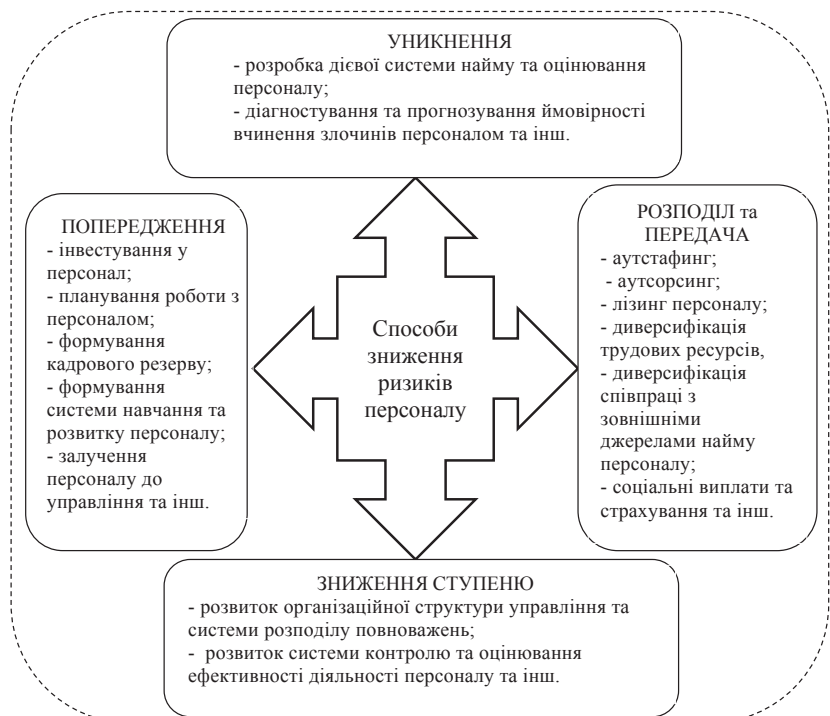 УНИКНЕННЯ
- розробка дієвої системи найму та оцінювання
персоналу;
- діагностування та прогнозування ймовірності
вчинення злочинів персоналом та інш.
ПОПЕРЕДЖЕННЯ
- інвестування у
персонал;
- планування роботи з
персоналом;
- формування
кадрового резерву;
- формування
системи навчання та
розвитку персоналу;
- залучення
персоналу до
управління та інш.
Способи
зниження
ризиків
персоналу
РОЗПОДІЛ та
ПЕРЕДАЧА
- аутстафинг;
- аутсорсинг;
- лізинг персоналу;
- диверсифікація
трудових ресурсів,
- диверсифікація
співпраці з
зовнішніми
джерелами найму
персоналу;
- соціальні виплати та
страхування та інш.
ЗНИЖЕННЯ СТУПЕНЮ
- розвиток організаційної структури управління та
системи розподілу повноважень;
- розвиток системи контролю та оцінювання
ефективності діяльності персоналу та інш.